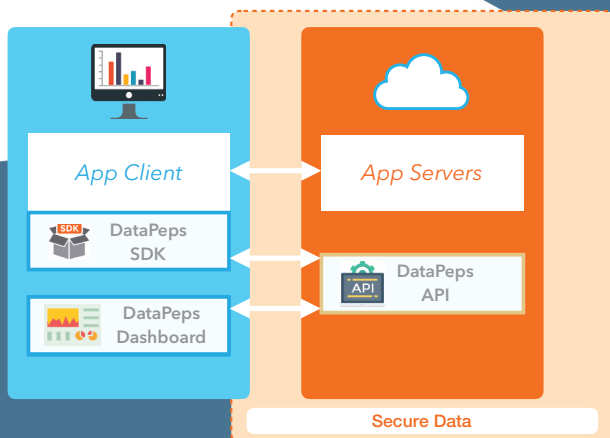 App Client
App Servers
SDK
DataPeps
SDK
API
DataPeps
API
DataPeps
Dashboard
Secure Data